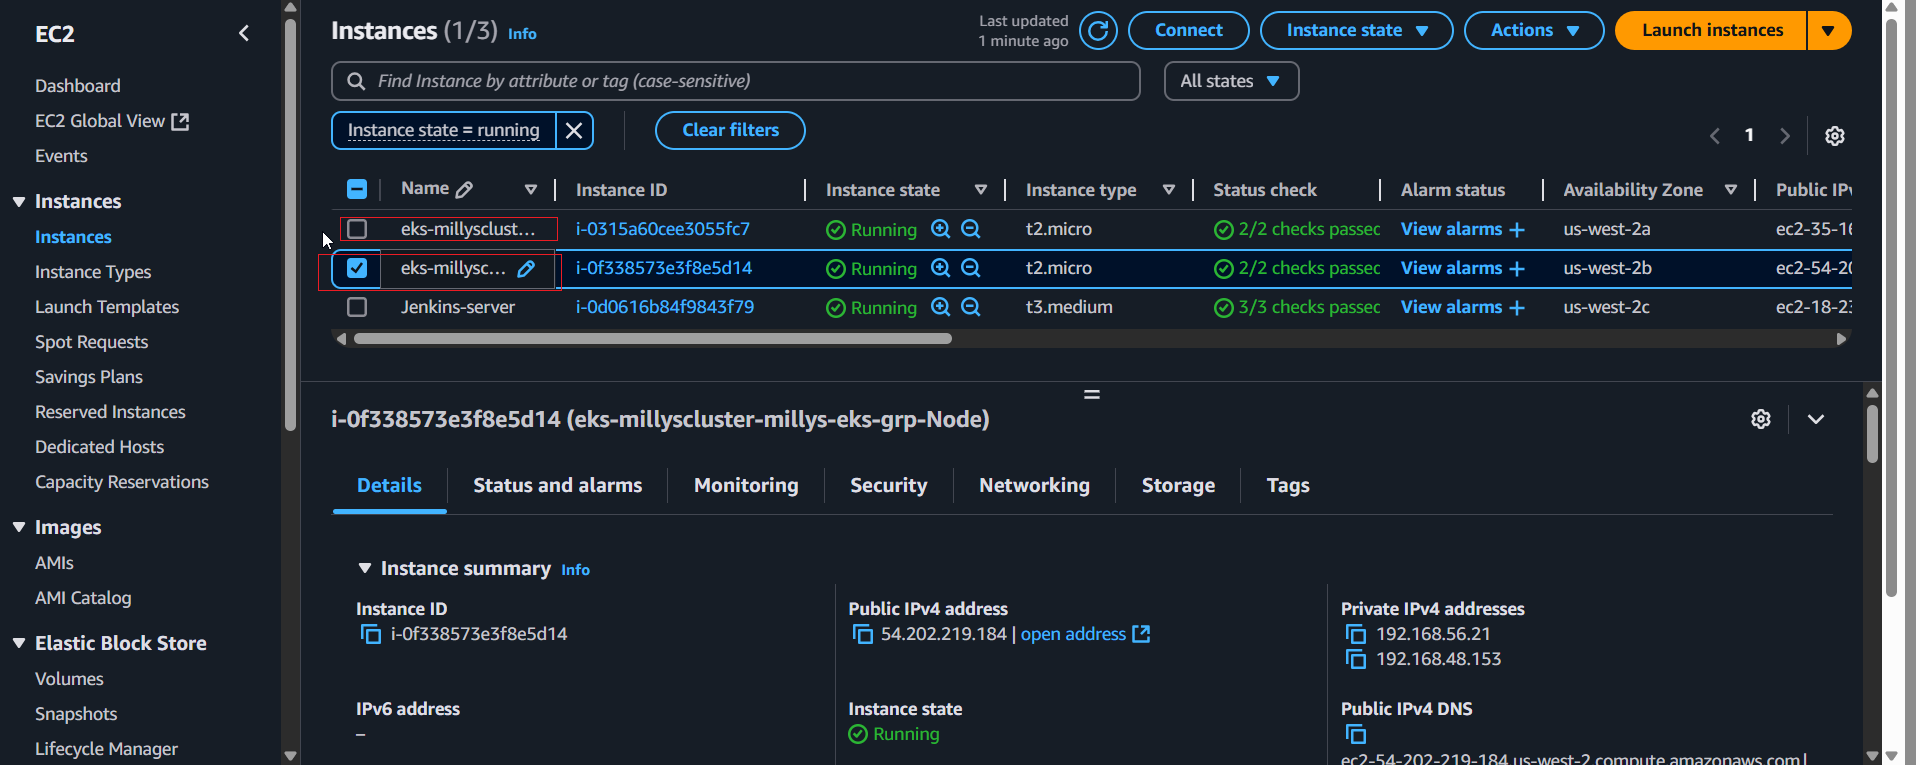 EC2
Dashboard
EC2 Global View
Events
Instances
Instances
Instance Types
Launch Templates
Spot Requests
Savings Plans
Reserved Instances
Dedicated Hosts
Capacity Reservations
Images
AMIs
AMI Catalog
Elastic Block Store
Volumes
Snapshots
Lifecycle Manager
Instances (1/3) Info
Last updated
1 minute ago
Connect
Instance state
Actions
Launch instances
Find Instance by attribute or tag (case-sensitive)
All states
Instance state = running
Clear filters
1
Name Instance ID Instance state Instance type Status check Alarm status Availability Zone Public IPv
eks-millysclust... i-0315a60cee3055fc7 Running t2.micro 2/2 checks passec View alarms + us-west-2a ec2-35-16
eks-millysc... i-0f338573e3f8e5d14 Running t2.micro 2/2 checks passec View alarms + us-west-2b ec2-54-20
Jenkins-server i-0d0616b84f9843f79 Running t3.medium 3/3 checks passec View alarms + us-west-2c ec2-18-23
i-0f338573e3f8e5d14 (eks-millyscluster-millys-eks-grp-Node)
Details Status and alarms Monitoring Security Networking Storage Tags
Instance summary Info
Instance ID
i-0f338573e3f8e5d14
Public IPv4 address
54.202.219.184 | open address
Private IPv4 addresses
192.168.56.21
192.168.48.153
IPv6 address
–
Instance state
Running
Public IPv4 DNS
ec2-54-202-219-184.us-west-2.compute.amazonaws.com |